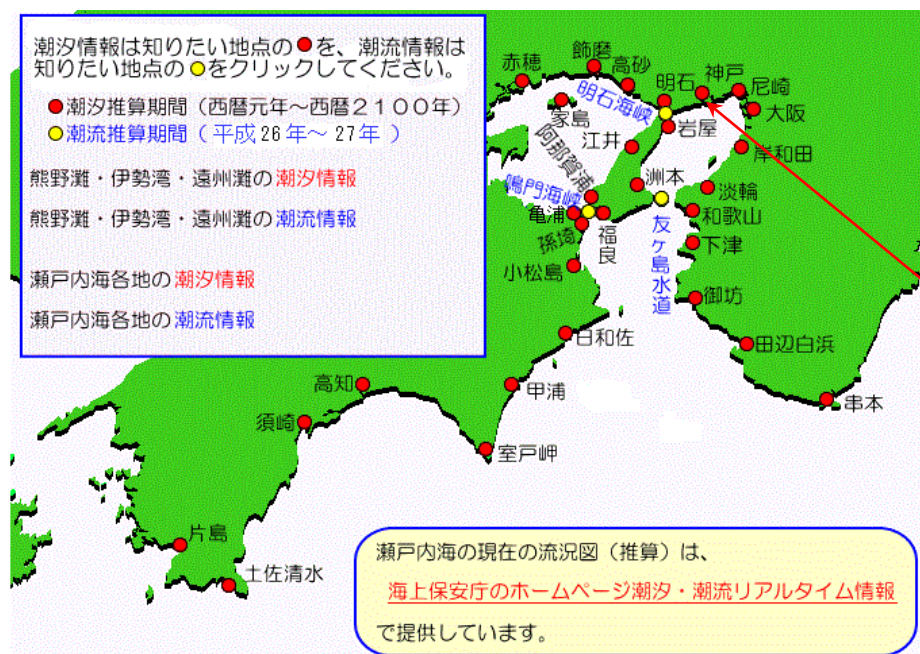 潮汐情報は知りたい地点の●を、潮流情報は
知りたい地点の●をクリックしてください。
●潮汐推算期間（西暦元年～西暦２１００年）
●潮流推算期間（平成26年～27年）
熊野灘・伊勢湾・遠州灘の潮汐情報
熊野灘・伊勢湾・遠州灘の潮流情報
瀬戸内海各地の潮汐情報
瀬戸内海各地の潮流情報
赤穂
飾磨
高砂
明石
神戸
尼崎
大阪
家島
明石海峡
岩屋
江井
岸和田
阿那賀浦
洲本
淡輪
鳴門海峡
亀浦
和歌山
孫埼
福良
友ヶ島水道
下津
小松島
御坊
日和佐
田辺白浜
高知
甲浦
串本
須崎
室戸岬
片島
土佐清水
瀬戸内海の現在の流況図（推算）は、
海上保安庁のホームページ潮汐・潮流リアルタイム情報
で提供しています。